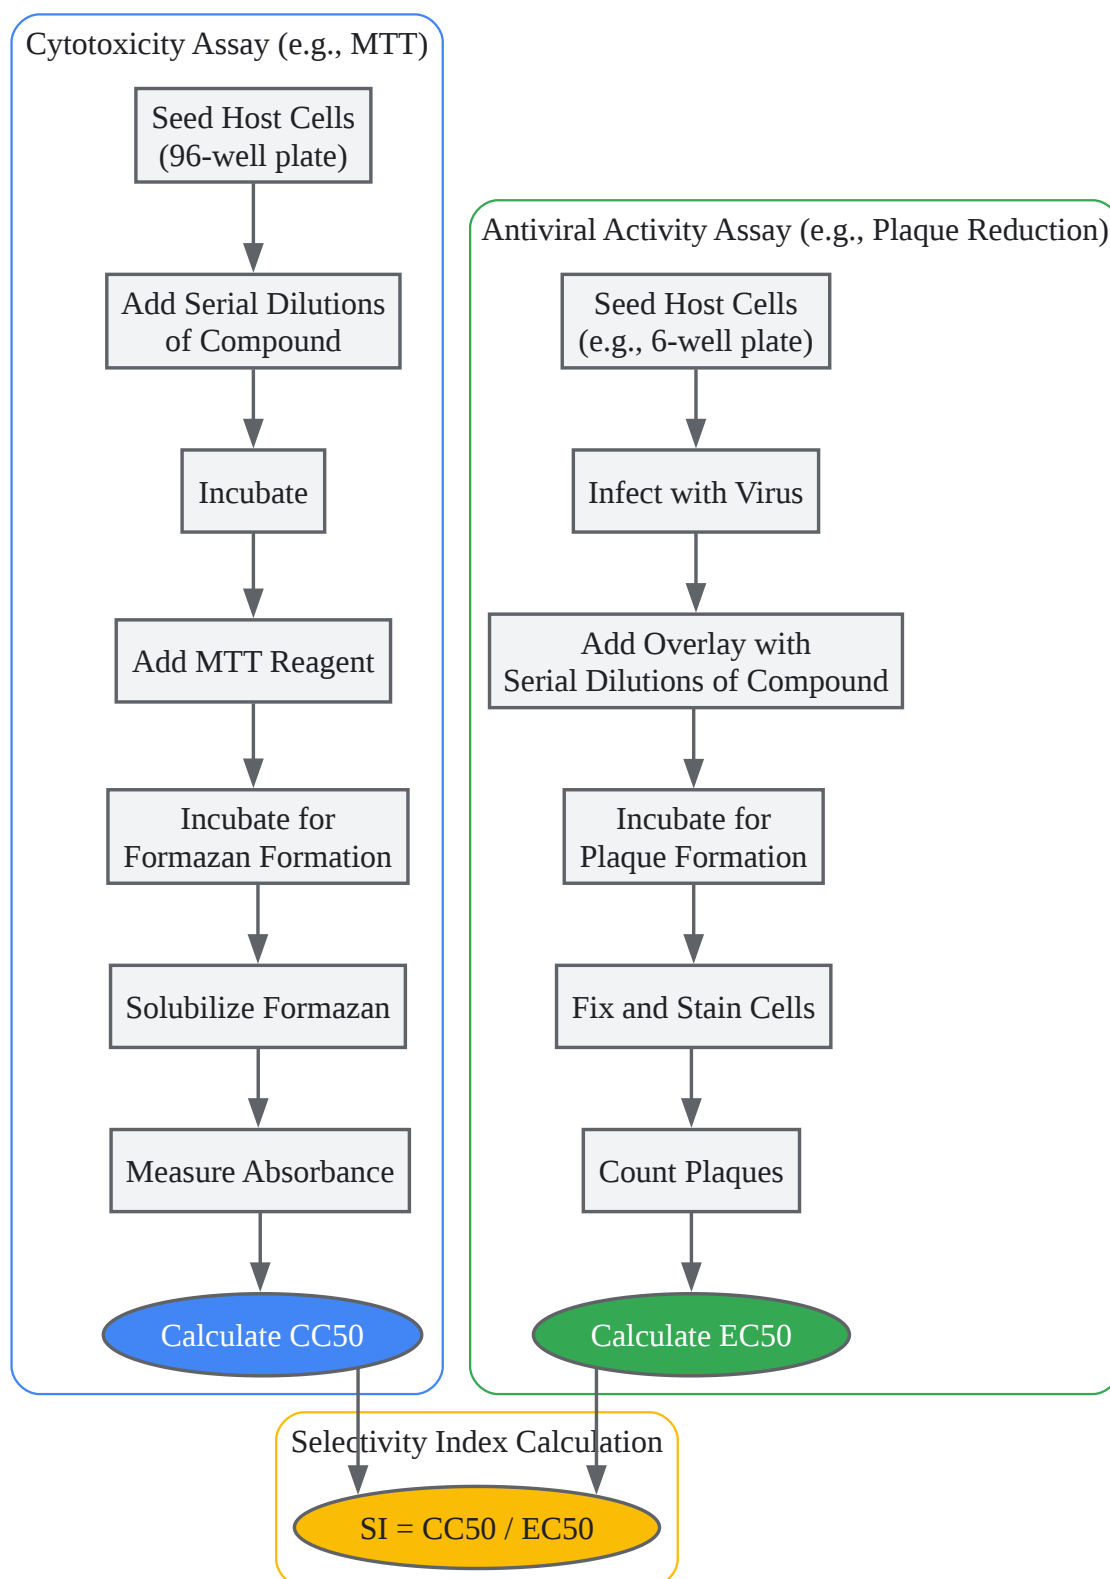 Cytotoxicity Assay (e.g., MTT)
Seed Host Cells
(96-well plate)
Add Serial Dilutions
of Compound
Incubate
Add MTT Reagent
Incubate for
Formazan Formation
Solubilize Formazan
Measure Absorbance
Calculate CC50
Antiviral Activity Assay (e.g., Plaque Reduction)
Seed Host Cells
(e.g., 6-well plate)
Infect with Virus
Add Overlay with
Serial Dilutions of Compound
Incubate for
Plaque Formation
Fix and Stain Cells
Count Plaques
Calculate EC50
Selectivity Index Calculation
SI = CC50 / EC50